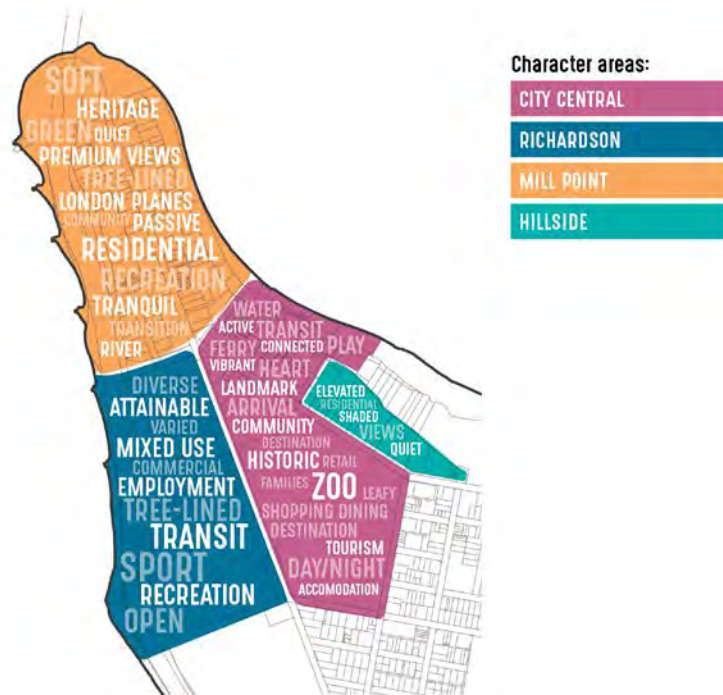 SOFT
HERITAGE
GREEN QUIET
PREMIUM VIEWS
TREE-LINED
LONDON PLANES
COMMUNITY PASSIVE
RESIDENTIAL
RECREATION
TRANQUIL
TRANSITION
RIVER
WATER
ACTIVE TRANSIT
FERRY CONNECTED PLAY
VIBRANT HEART
LANDMARK
ARRIVAL
COMMUNITY
DESTINATION
HISTORIC RETAIL
FAMILIES ZOO LEAFY
SHOPPING DINING
DESTINATION
TOURISM
DAY/NIGHT
ACCOMODATION
ELEVATED
RESIDENTIAL
SHADED
VIEWS
QUIET
DIVERSE
ATTAINABLE
VARIED
MIXED USE
COMMERCIAL
EMPLOYMENT
TREE-LINED
TRANSIT
SPORT
RECREATION
OPEN
Character areas:
CITY CENTRAL
RICHARDSON
MILL POINT
HILLSIDE